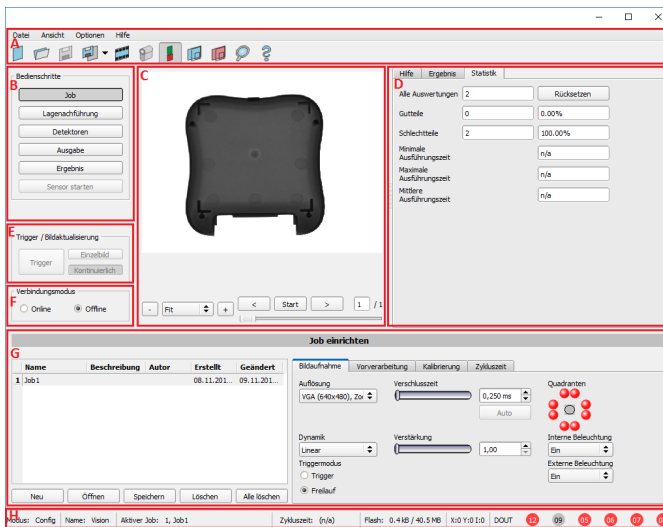 Datei Ansicht Optionen Hilfe
A
B
Bedienschritte
Job
Lagenachführung
Detektoren
Ausgabe
Ergebnis
Sensor starten
C
- Fit + < Start > 1 / 1
D
Hilfe Ergebnis Statistik
Alle Auswertungen 2 Rücksetzen
Gutteile 0 0.00%
Schlechtteile 2 100.00%
Minimale
Ausführungszeit n/a
Maximale
Ausführungszeit n/a
Mittlere
Ausführungszeit n/a
E
Trigger / Bildaktualisierung
Trigger
Einzelbild
Kontinuierlich
F
Verbindungsmodus
Online Offline
Job einrichten
G
Name Beschreibung Autor Erstellt Geändert
1 Job1 08.11.201... 09.11.201...
Neu Öffnen Speichern Löschen Alle löschen
Bildaufnahme Vorverarbeitung Kalibrierung Zykluszeit
Auflösung Verschlusszeit Quadranten
VGA (640x480), Zoo 0,250 ms
Auto
Dynamik Verstärkung Interne Beleuchtung
Linear 1,00 Ein
Triggermodus Externe Beleuchtung
Trigger Ein
Freilauf
H
Modus: Config Name: Vision Aktiver Job: 1, Job1 Zykluszeit: (n/a) Flash: 0.4 kB / 40.5 MB X:0 Y:0 I:0 DOUT 12 09 05 06 07